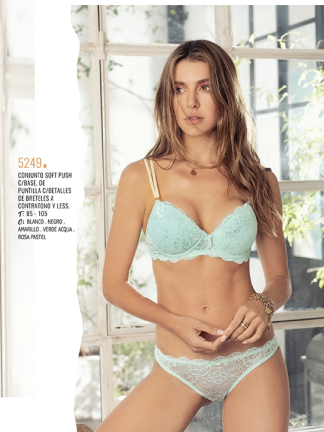 5249
CONJUNTO SOFT PUSH
C/BASE. DE
PUNTILLA C/DETALLES
DE BRETELES A
CONTRATONO Y LESS.
T: 85 - 105
C: BLANCO . NEGRO .
AMARILLO . VERDE ACQUA .
ROSA PASTEL